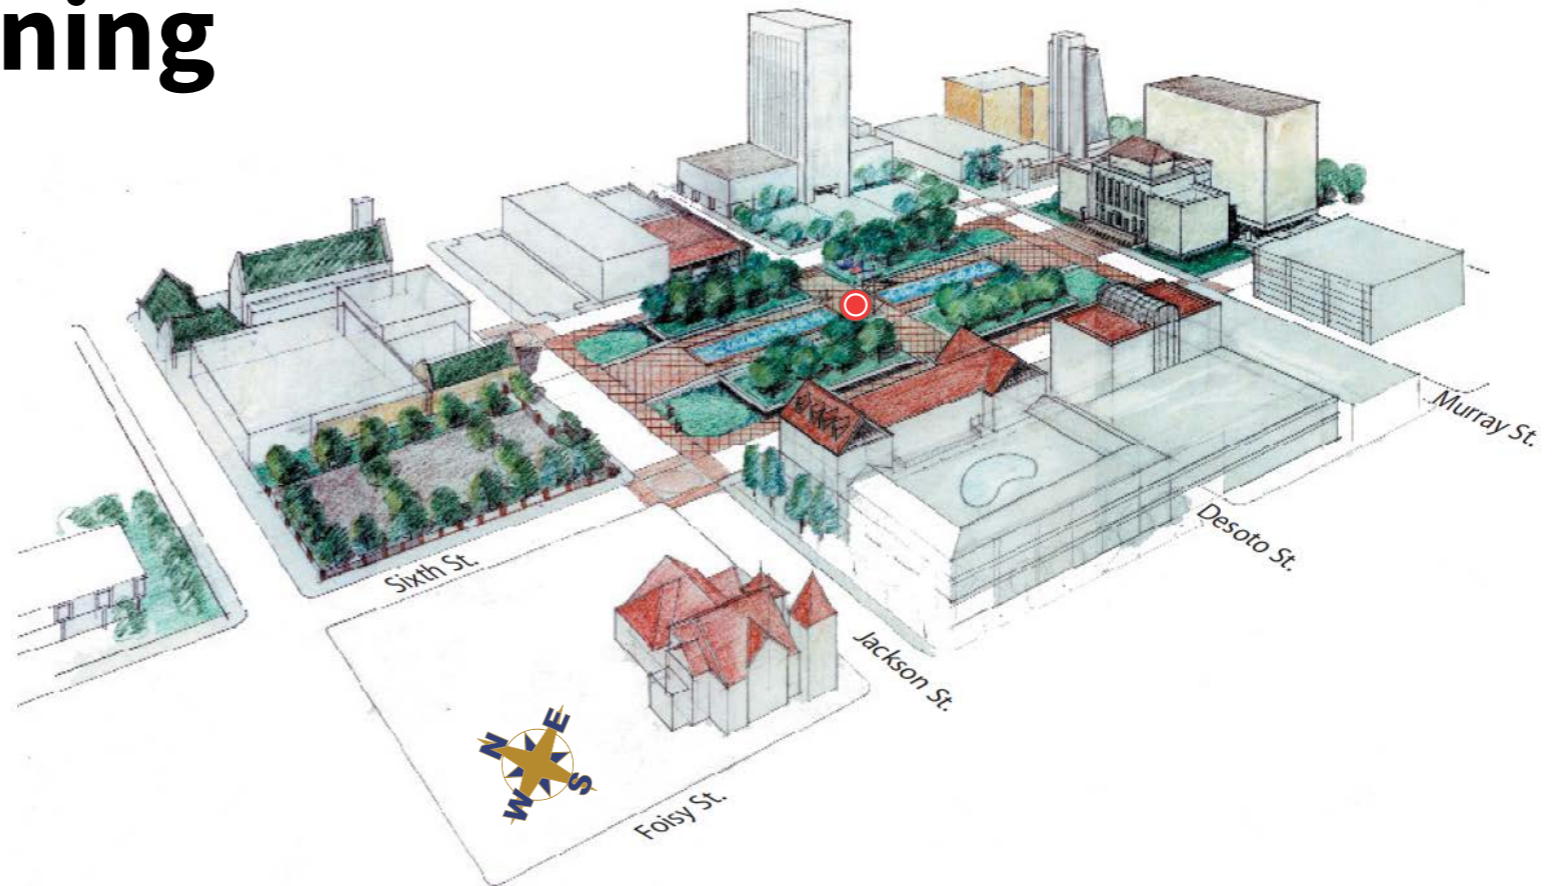 ning
Murray St.
Desoto St.
Sixth St.
Jackson St.
Foisy St.
N
E
S
W